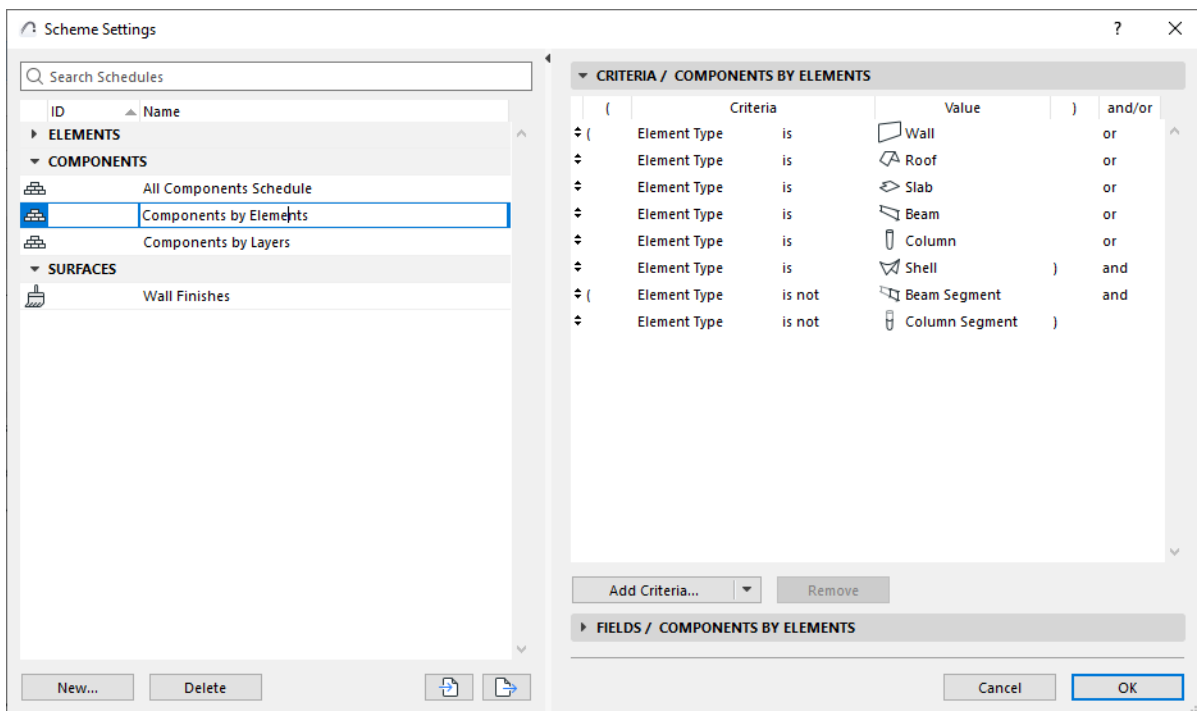 Scheme Settings ?
Search Schedules
ID Name
ELEMENTS
COMPONENTS
All Components Schedule
Components by Elements
Components by Layers
SURFACES
Wall Finishes
New... Delete
CRITERIA / COMPONENTS BY ELEMENTS
( Criteria Value ) and/or
( Element Type is Wall or
Element Type is Roof or
Element Type is Slab or
Element Type is Beam or
Element Type is Column or
Element Type is Shell ) and
( Element Type is not Beam Segment and
Element Type is not Column Segment )
Add Criteria... Remove
FIELDS / COMPONENTS BY ELEMENTS
Cancel OK